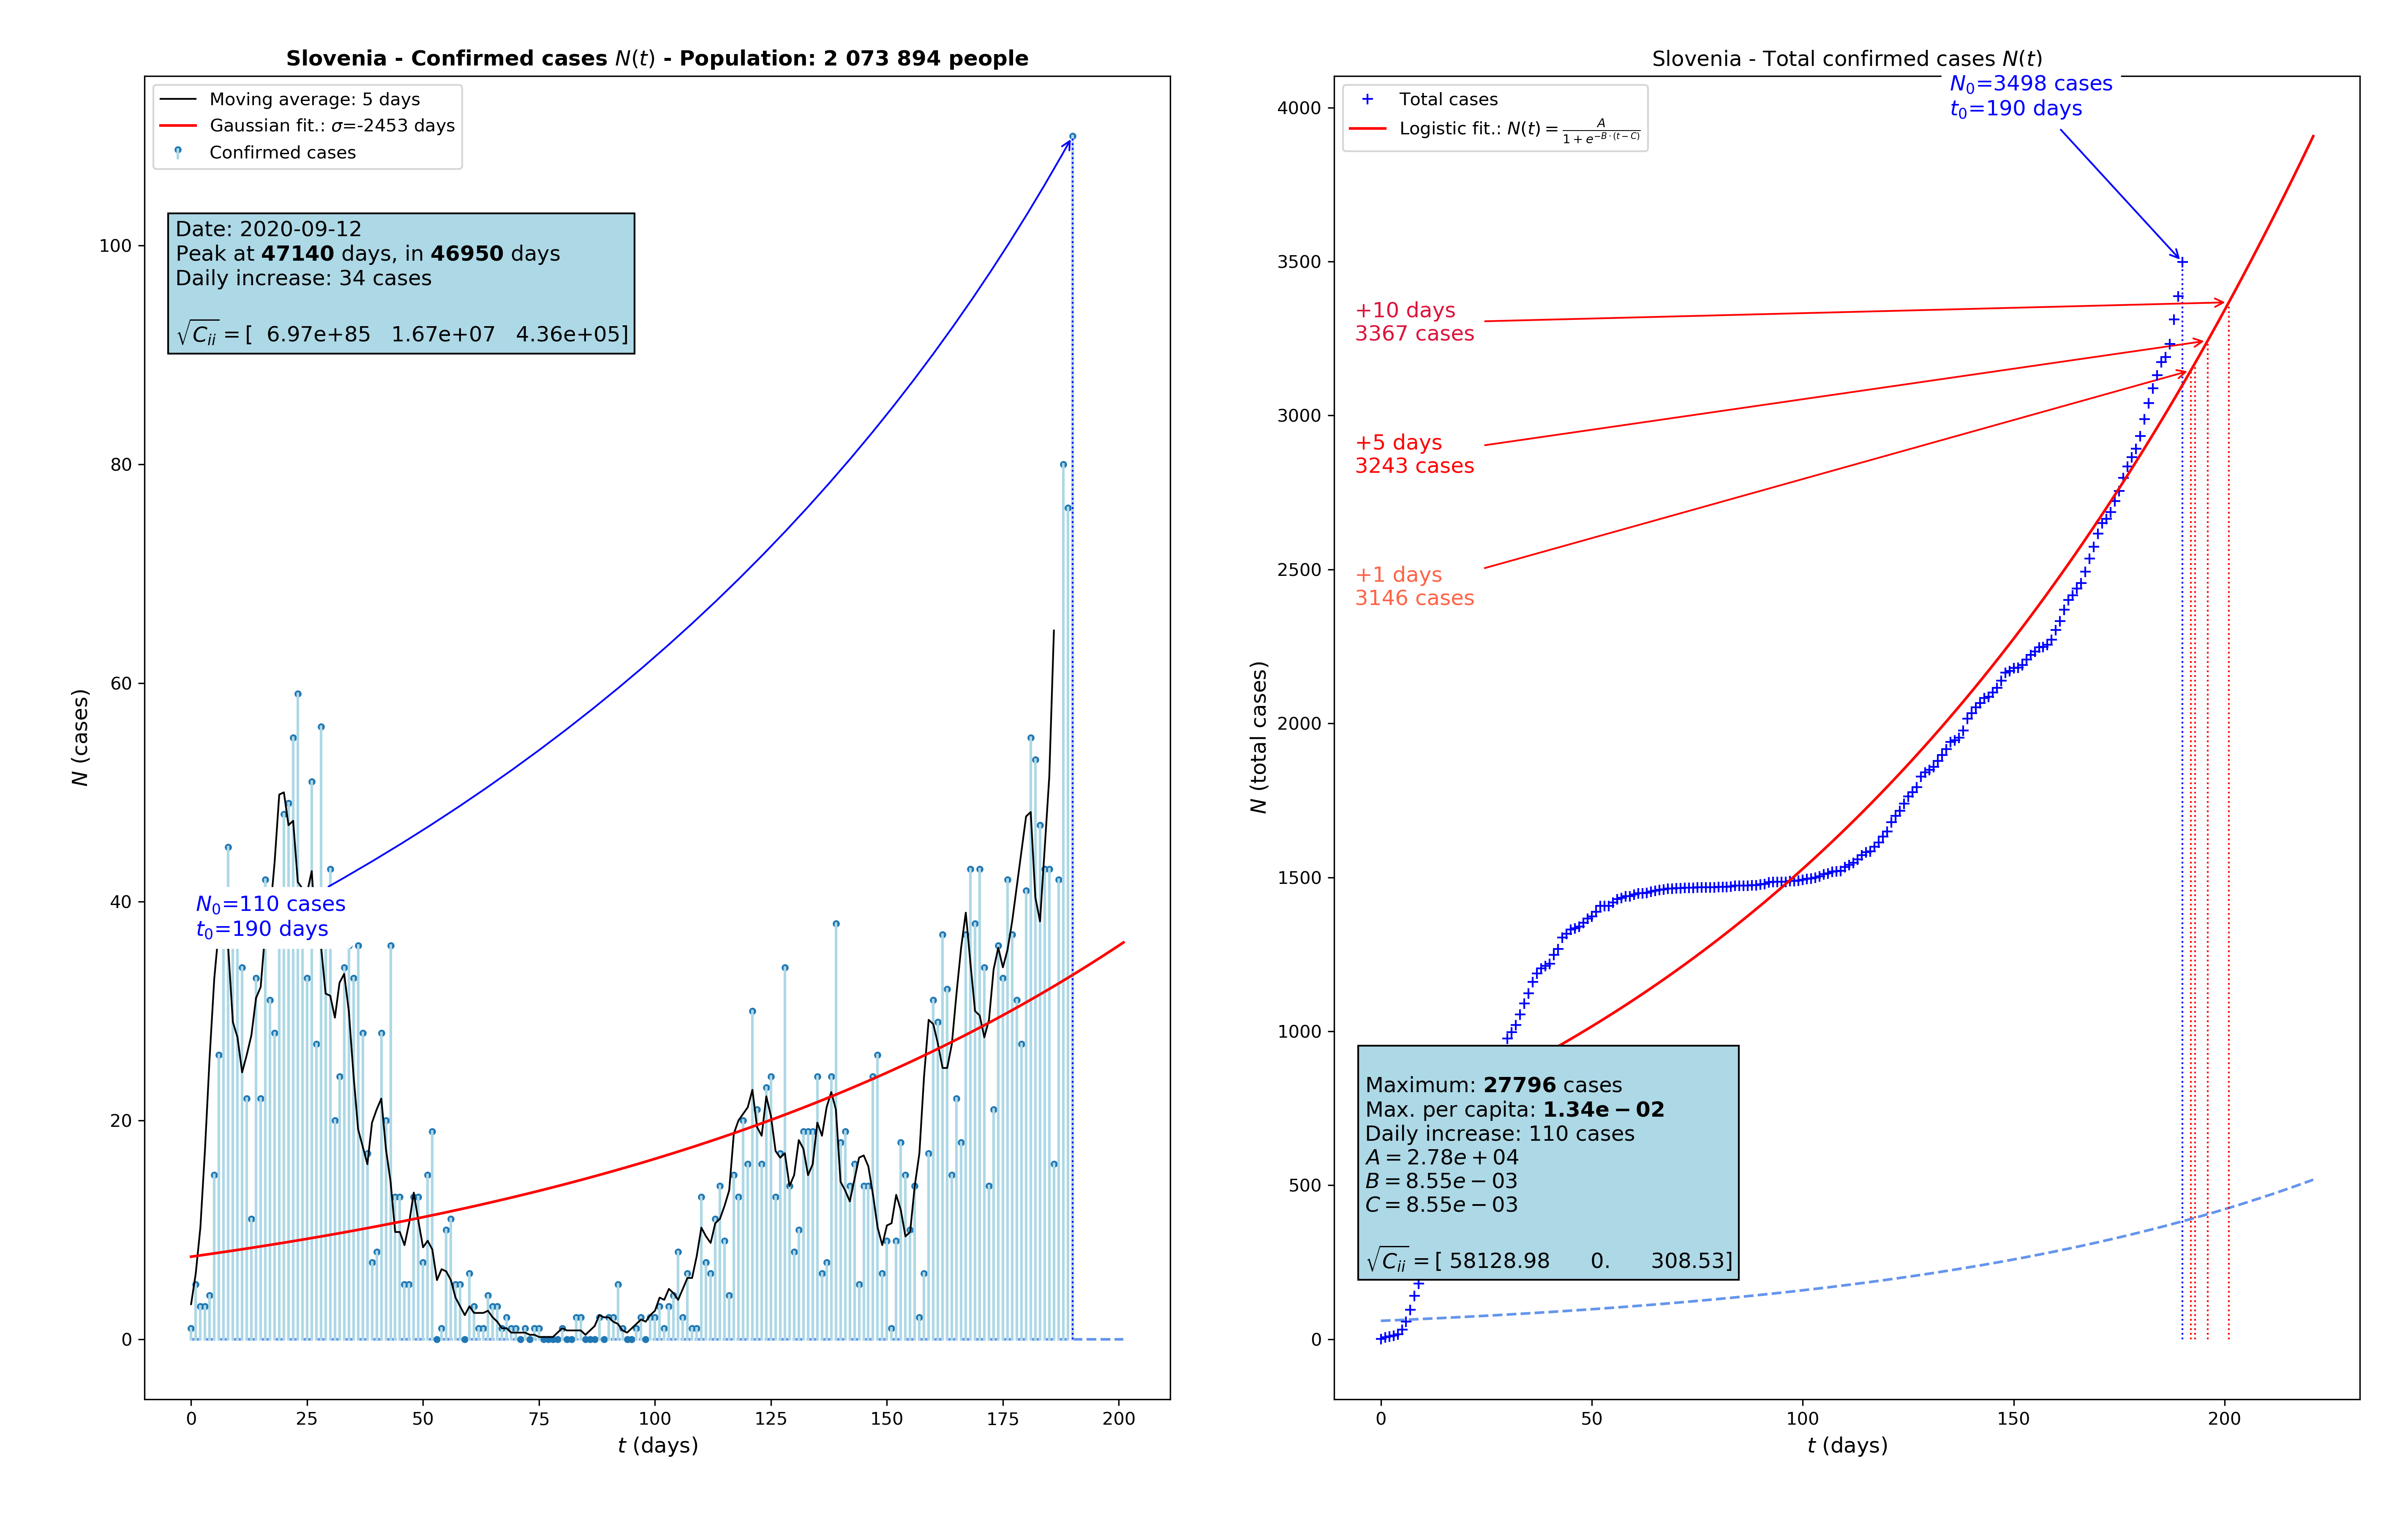 Slovenia - Confirmed cases N(t) - Population: 2 073 894 people
Moving average: 5 days
Gaussian fit.: σ=-2453 days
Confirmed cases
Date: 2020-09-12
Peak at 47140 days, in 46950 days
Daily increase: 34 cases
√C_ii = [ 6.97e+85 1.67e+07 4.36e+05]
N₀=110 cases
t₀=190 days
100
80
60
40
20
0
N (cases)
0 25 50 75 100 125 150 175 200
t (days)
Slovenia - Total confirmed cases N(t)
N₀=3498 cases
t₀=190 days
Total cases
Logistic fit.: N(t) = A / (1 + e^(−B·(t−C)))
+10 days
3367 cases
+5 days
3243 cases
+1 days
3146 cases
Maximum: 27796 cases
Max. per capita: 1.34e − 02
Daily increase: 110 cases
A = 2.78e + 04
B = 8.55e − 03
C = 8.55e − 03
√C_ii = [ 58128.98 0. 308.53]
4000
3500
3000
2500
2000
1500
1000
500
0
N (total cases)
0 50 100 150 200
t (days)